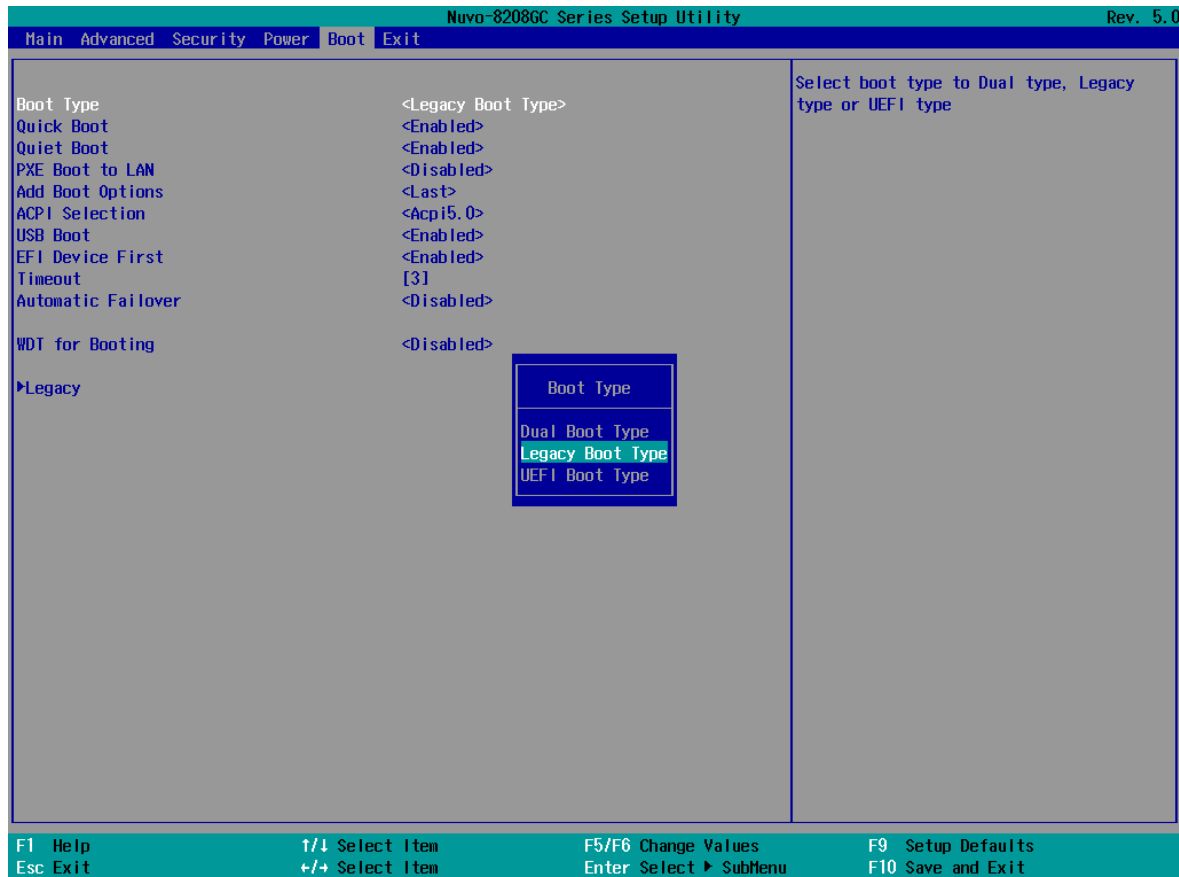 Nuvo-8208GC Series Setup Utility Rev. 5.0
Main Advanced Security Power Boot Exit
Boot Type <Legacy Boot Type>
Quick Boot <Enabled>
Quiet Boot <Enabled>
PXE Boot to LAN <Disabled>
Add Boot Options <Last>
ACPI Selection <Acpi5.0>
USB Boot <Enabled>
EFI Device First <Enabled>
Timeout [3]
Automatic Failover <Disabled>
WDT for Booting <Disabled>
▶Legacy
Boot Type
Dual Boot Type
Legacy Boot Type
UEFI Boot Type
Select boot type to Dual type, Legacy
type or UEFI type
F1 Help ↑/↓ Select Item F5/F6 Change Values F9 Setup Defaults
Esc Exit ←/→ Select Item Enter Select ▶ SubMenu F10 Save and Exit